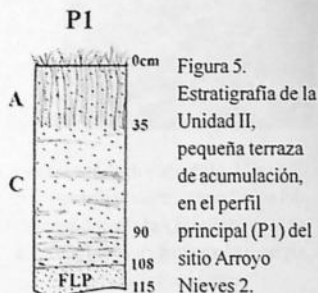 P1
0cm
A
35
C
90
108
FLP
115
Figura 5.
Estratigrafía de la
Unidad II,
pequeña terraza
de acumulación,
en el perfil
principal (P1) del
sitio Arroyo
Nieves 2.